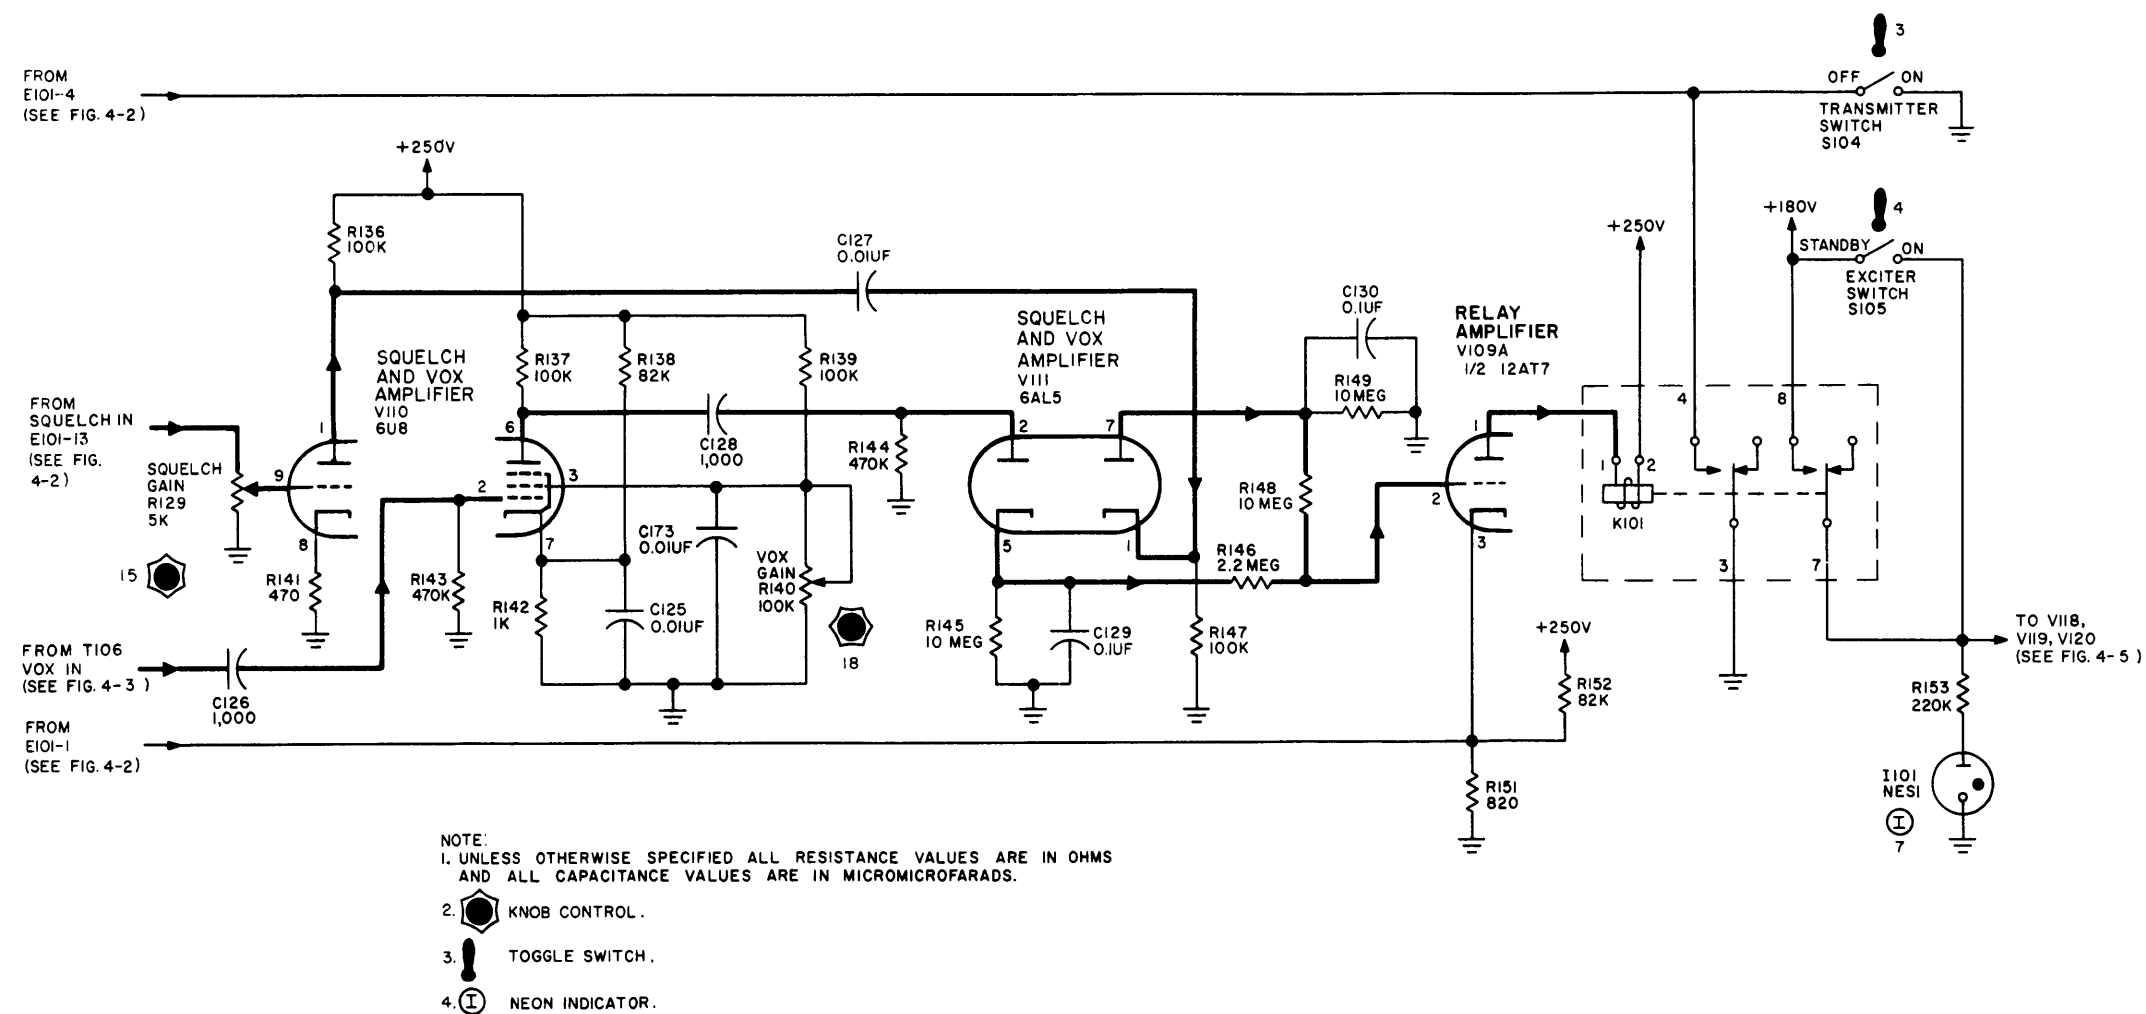 3
FROM
E101-4
(SEE FIG. 4-2)
OFF ON
TRANSMITTER
SWITCH
S104
+250V
+250V
+180V
4
STANDBY ON
EXCITER
SWITCH
S105
R136
100K
C127
0.01UF
SQUELCH
AND VOX
AMPLIFIER
V110
6U8
R137
100K
R138
82K
R139
100K
SQUELCH
AND VOX
AMPLIFIER
V111
6AL5
C130
0.1UF
R149
10MEG
RELAY
AMPLIFIER
V109A
1/2 12AT7
FROM
SQUELCH IN
E101-13
(SEE FIG.
4-2)
SQUELCH
GAIN
R129
5K
15
1
9
8
R141
470
6
2
3
7
R143
470K
R142
1K
C128
1,000
R144
470K
C173
0.01UF
C125
0.01UF
VOX
GAIN
R140
100K
18
2
7
5
1
R145
10 MEG
C129
0.1UF
R146
2.2MEG
R147
100K
R148
10MEG
1
2
3
4
8
1
2
K101
3
7
FROM T106
VOX IN
(SEE FIG. 4-3)
C126
1,000
FROM
E101-1
(SEE FIG. 4-2)
+250V
R152
82K
R151
820
TO V118,
V119, V120
(SEE FIG. 4-5)
R153
220K
I101
NE51
I
7
NOTE:
1. UNLESS OTHERWISE SPECIFIED ALL RESISTANCE VALUES ARE IN OHMS
AND ALL CAPACITANCE VALUES ARE IN MICROMICROFARADS.
2. KNOB CONTROL.
3. TOGGLE SWITCH.
4. I NEON INDICATOR.